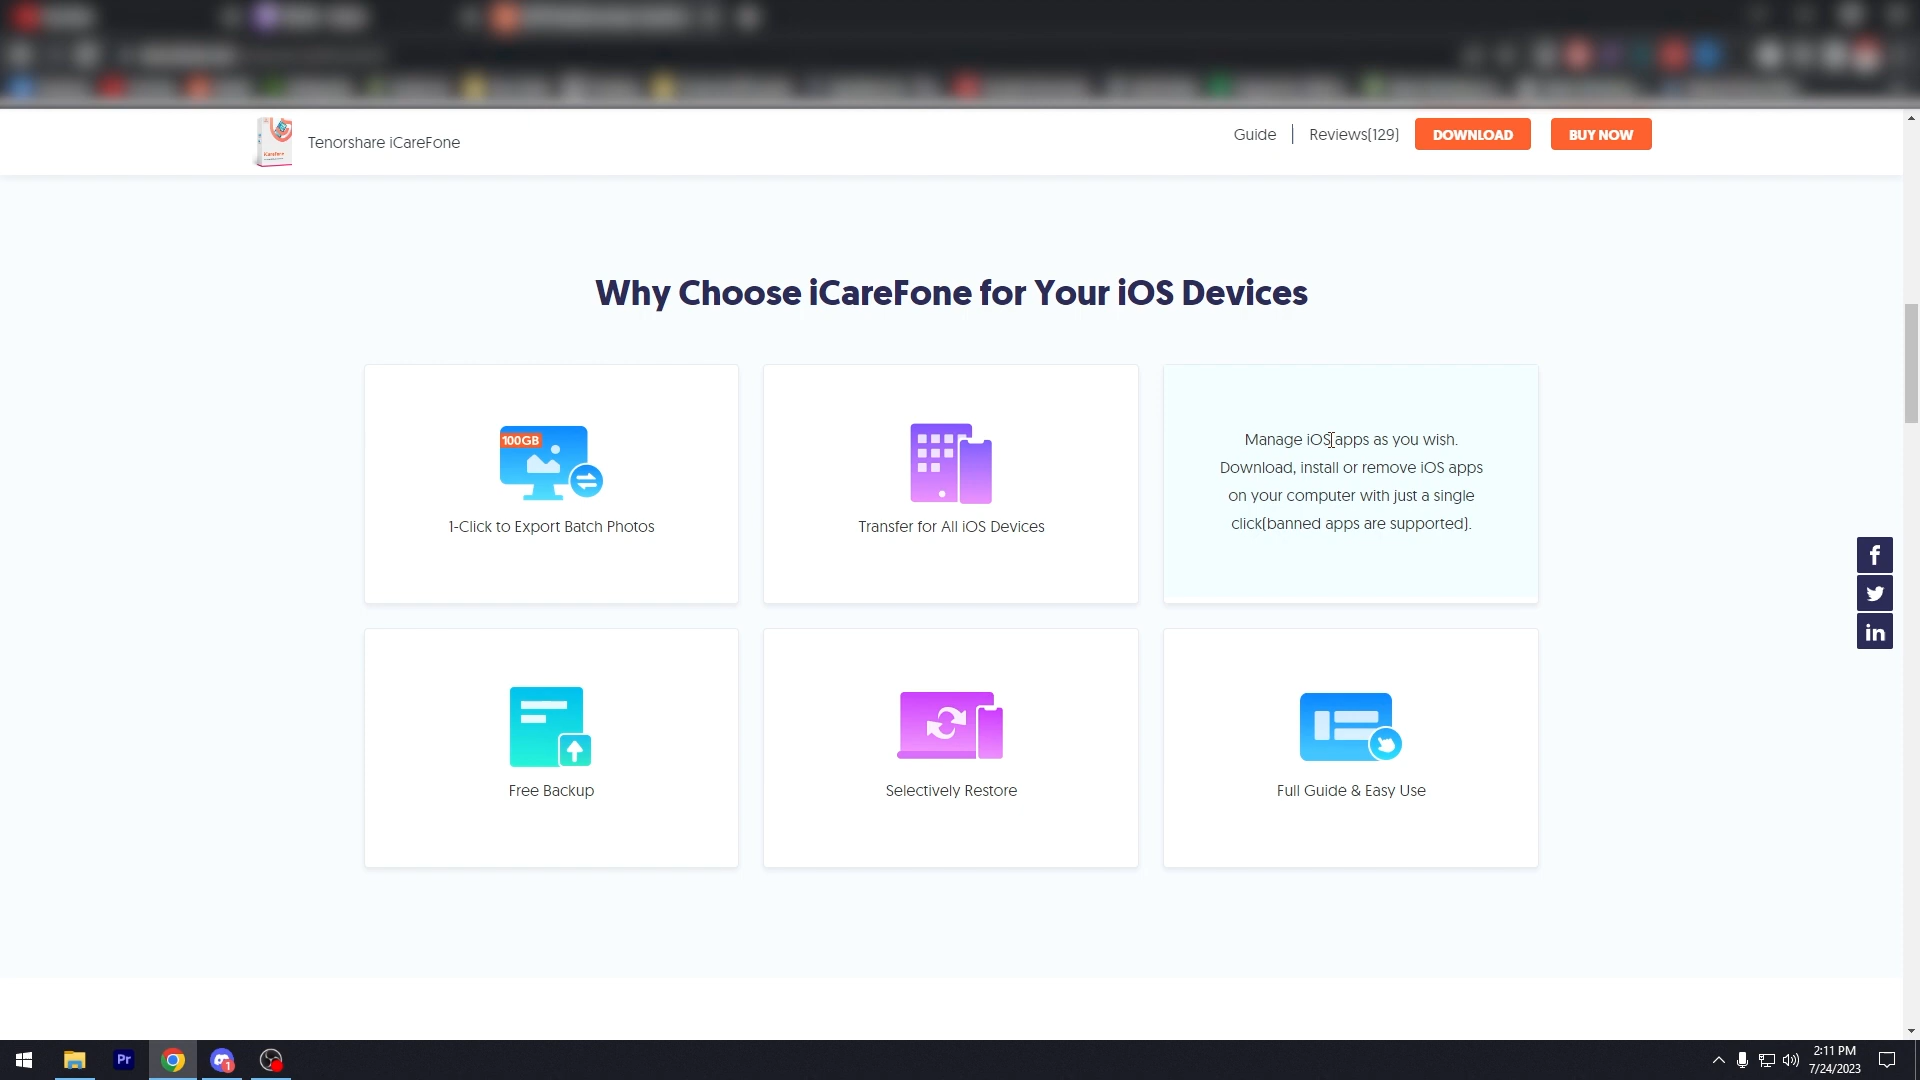 Tenorshare iCareFone
Guide | Reviews(129) DOWNLOAD BUY NOW
Why Choose iCareFone for Your iOS Devices
100GB
1-Click to Export Batch Photos
Transfer for All iOS Devices
Manage iOS apps as you wish.
Download, install or remove iOS apps
on your computer with just a single
click(banned apps are supported).
Free Backup
Selectively Restore
Full Guide & Easy Use
f
in
Pr
1
2:11 PM
7/24/2023